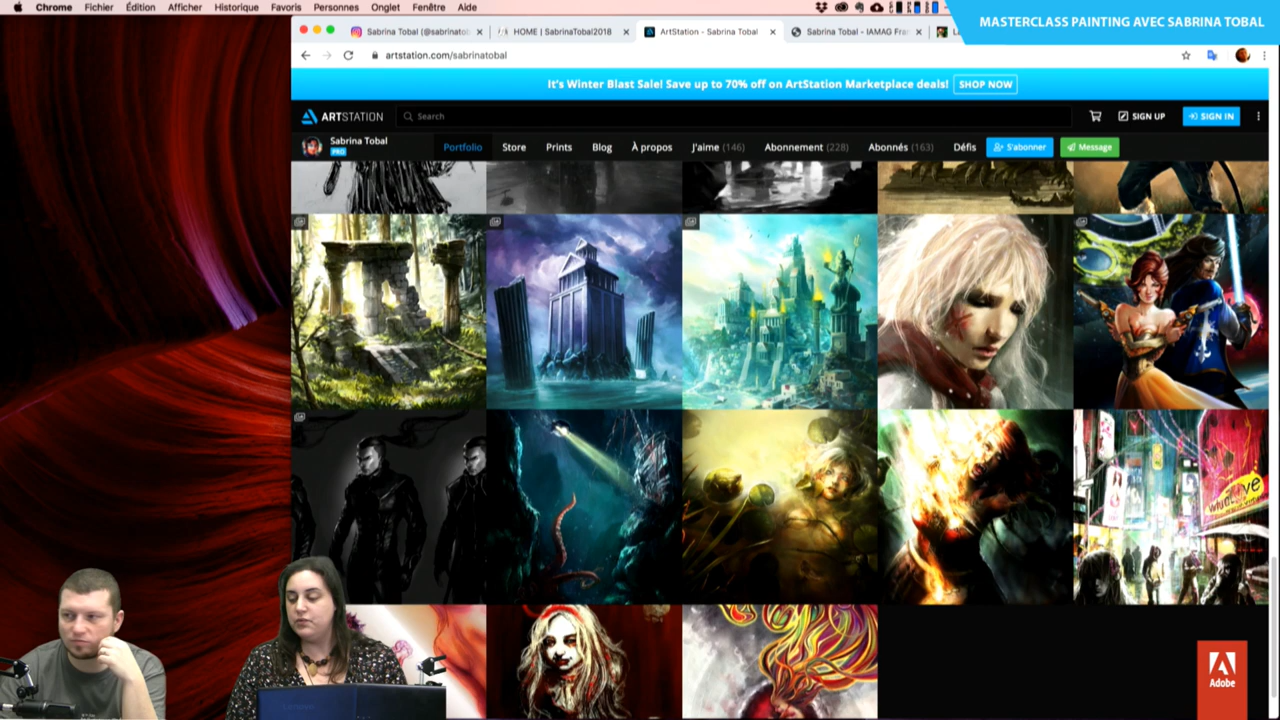 Chrome Fichier Édition Afficher Historique Favoris Personnes Onglet Fenêtre Aide
MASTERCLASS PAINTING AVEC SABRINA TOBAL
Sabrina Tobal (@sabrinatob
HOME | SabrinaTobal2018
ArtStation - Sabrina Tobal
Sabrina Tobal - IAMAG Fra
artstation.com/sabrinatobal
It's Winter Blast Sale! Save up to 70% off on ArtStation Marketplace deals! SHOP NOW
ARTSTATION Search SIGN UP SIGN IN
Sabrina Tobal
PRO
Portfolio Store Prints Blog À propos J'aime (146) Abonnement (228) Abonnés (163) Défis S'abonner Message
Lenovo
Adobe